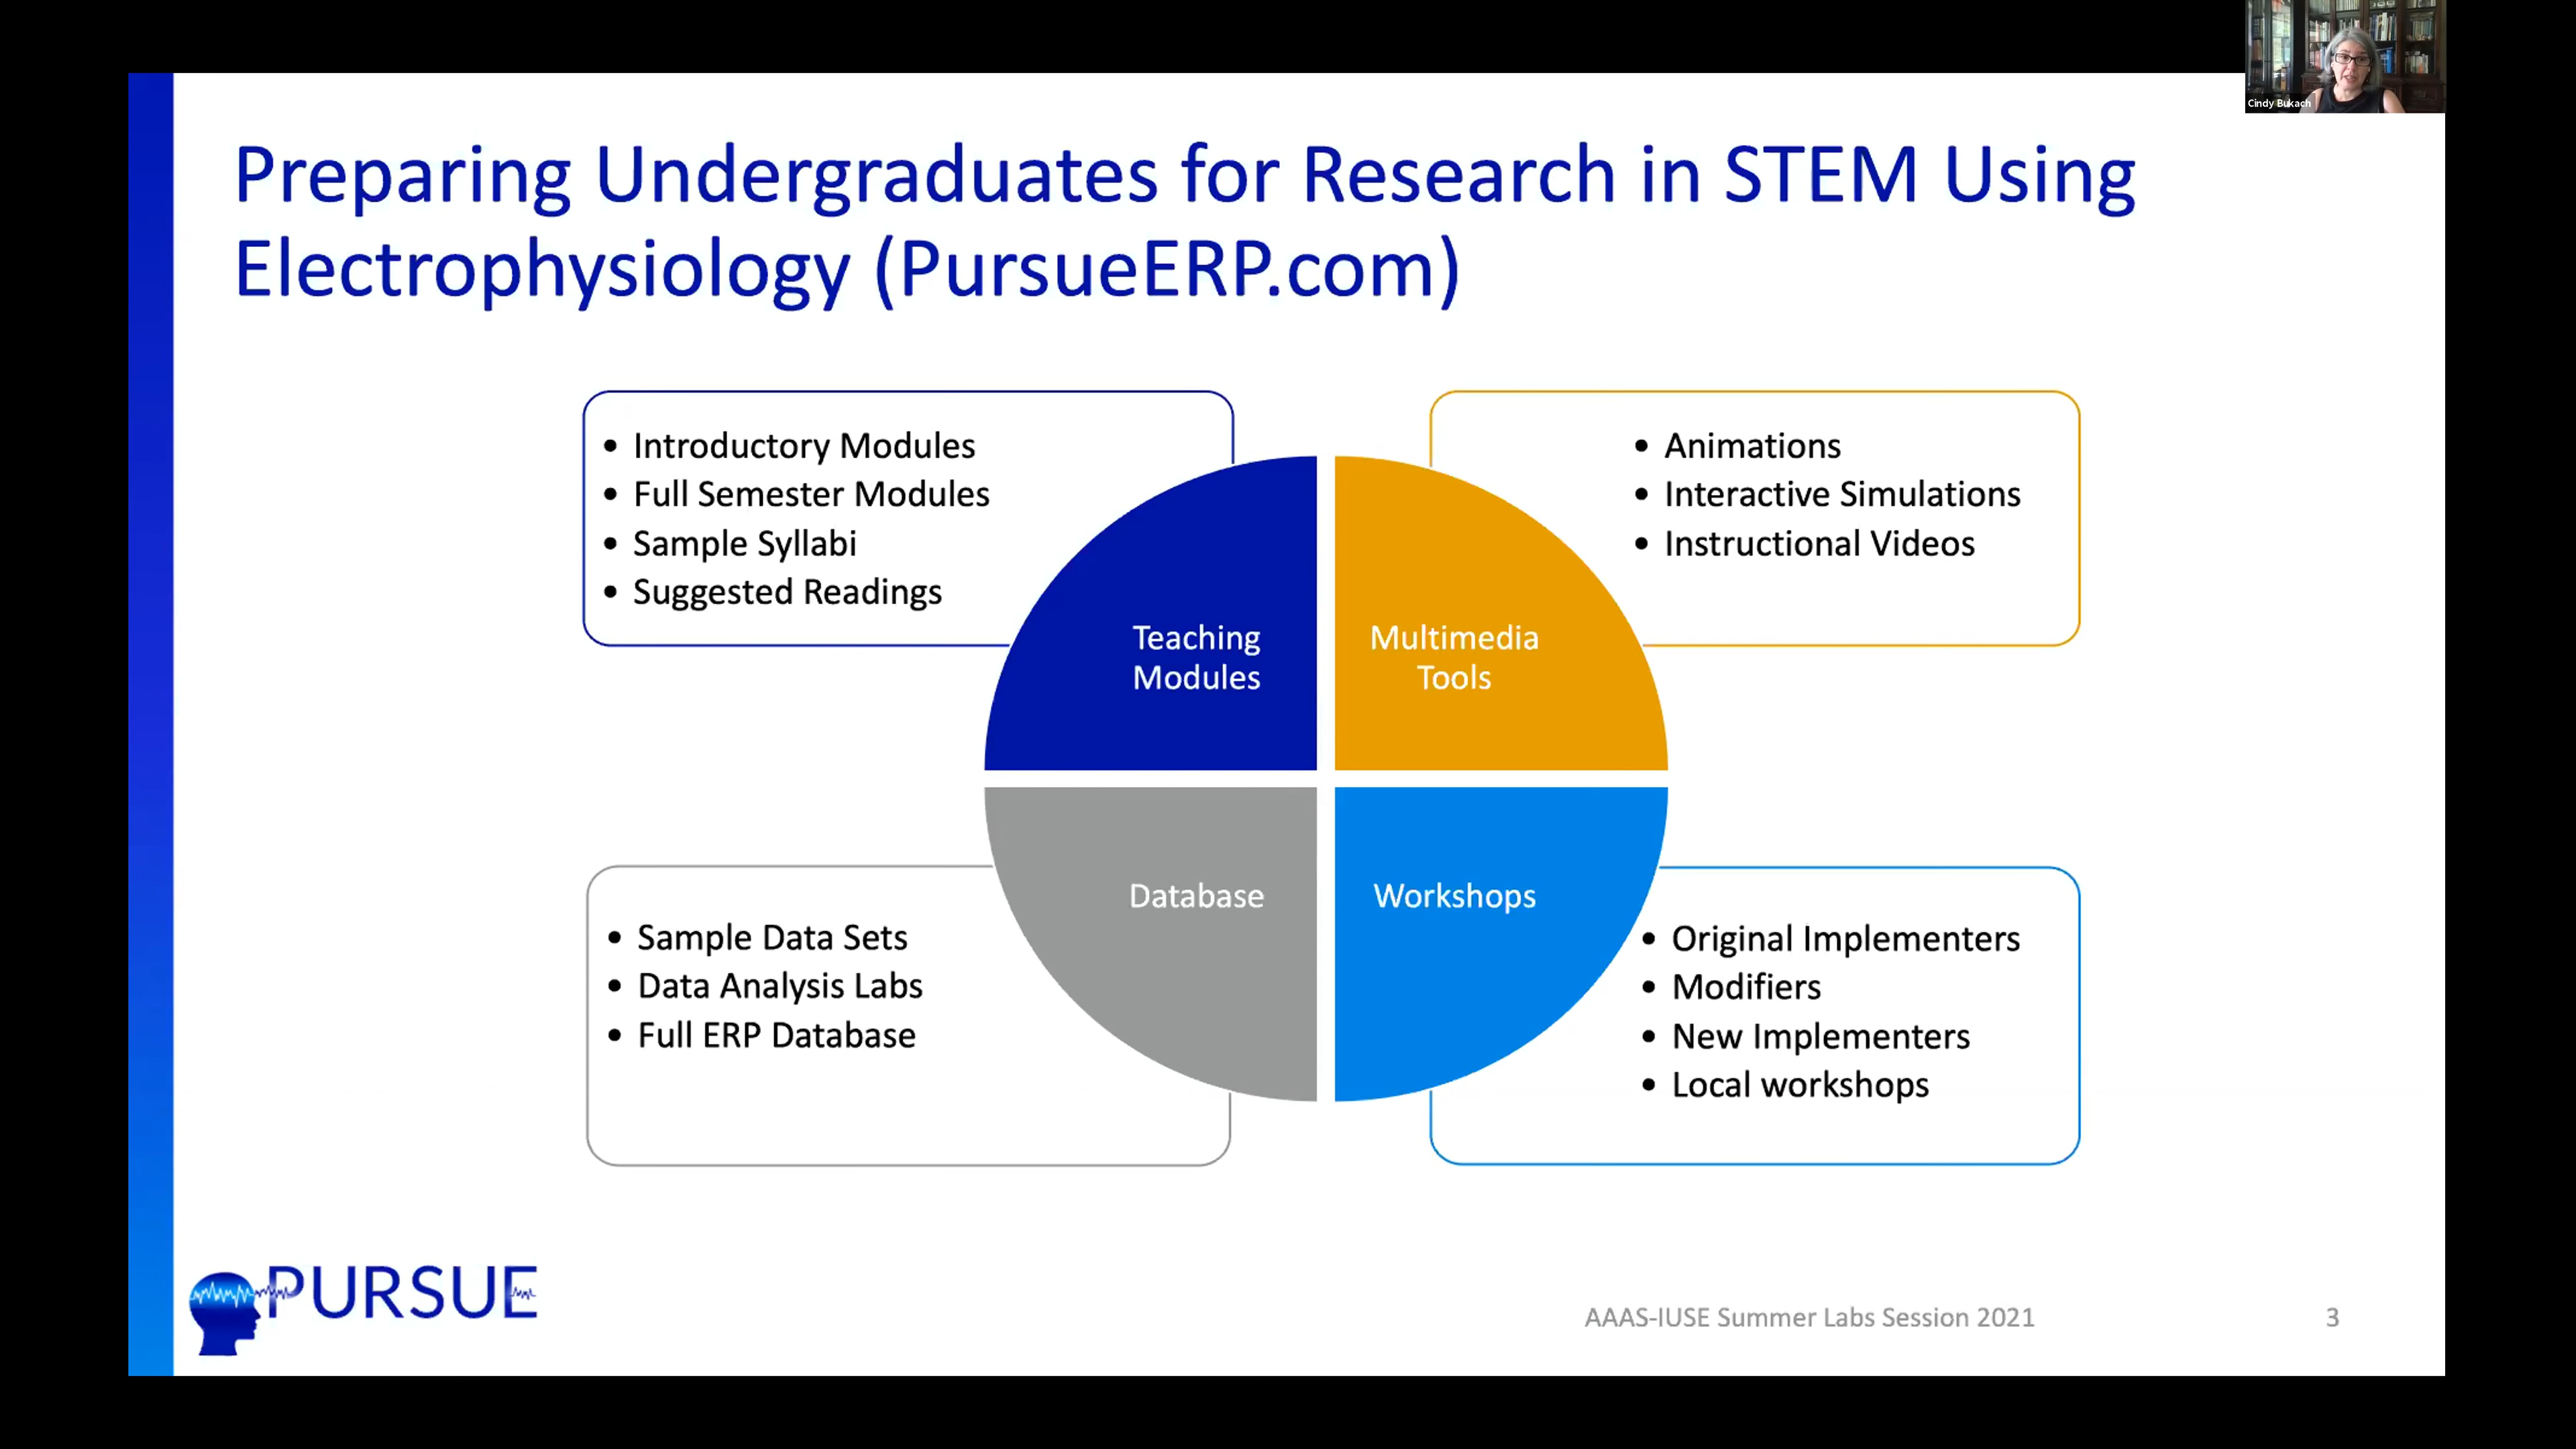 Cindy Bukach
Preparing Undergraduates for Research in STEM Using
Electrophysiology (PursueERP.com)
• Introductory Modules
• Full Semester Modules
• Sample Syllabi
• Suggested Readings
• Animations
• Interactive Simulations
• Instructional Videos
Teaching
Modules
Multimedia
Tools
Database
Workshops
• Sample Data Sets
• Data Analysis Labs
• Full ERP Database
• Original Implementers
• Modifiers
• New Implementers
• Local workshops
PURSUE
AAAS-IUSE Summer Labs Session 2021
3